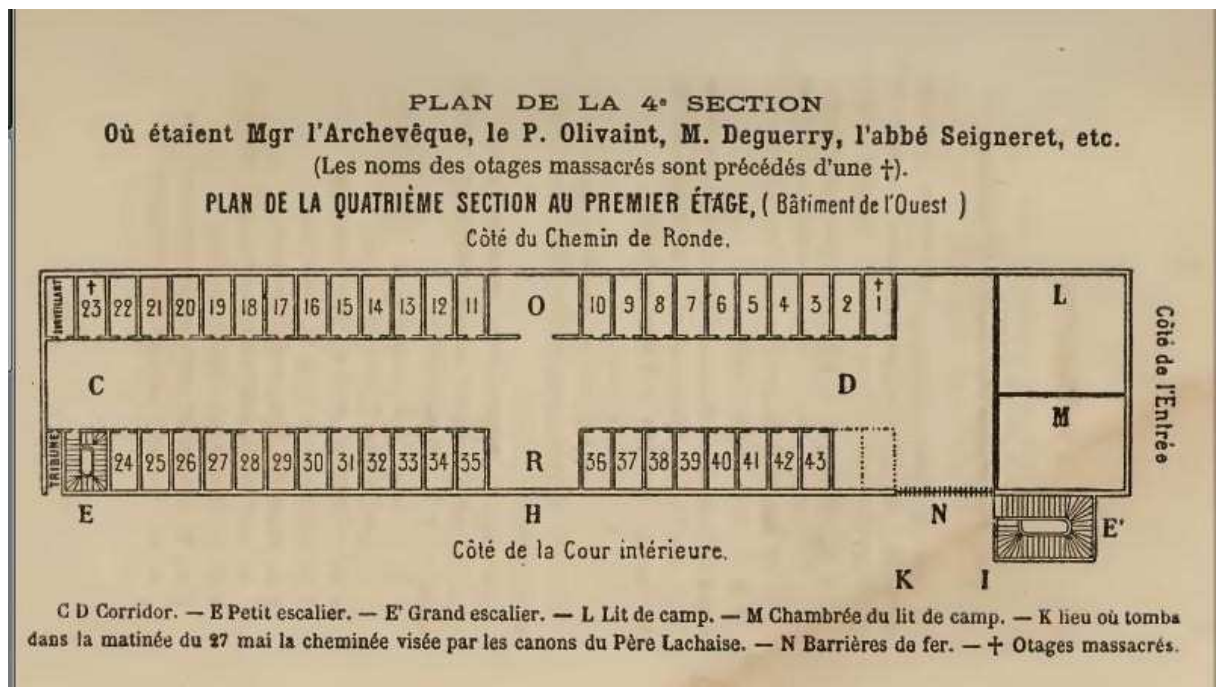 PLAN DE LA 4e SECTION
Où étaient Mgr l'Archevêque, le P. Olivaint, M. Deguerry, l'abbé Seigneret, etc.
(Les noms des otages massacrés sont précédés d'une †).
PLAN DE LA QUATRIÈME SECTION AU PREMIER ÉTAGE, ( Bâtiment de l'Ouest )
Côté du Chemin de Ronde.
SURVEILLANT † 23 22 21 20 19 18 17 16 15 14 13 12 11 O 10 9 8 7 6 5 4 3 2 † 1 L
Côté de l'Entrée
C D
M
TRIBUNE 24 25 26 27 28 29 30 31 32 33 34 35 R 36 37 38 39 40 41 42 43
E H N E'
Côté de la Cour intérieure.
K I
C D Corridor. — E Petit escalier. — E' Grand escalier. — L Lit de camp. — M Chambrée du lit de camp. — K lieu où tomba
dans la matinée du 27 mai la cheminée visée par les canons du Père Lachaise. — N Barrières de fer. — † Otages massacrés.